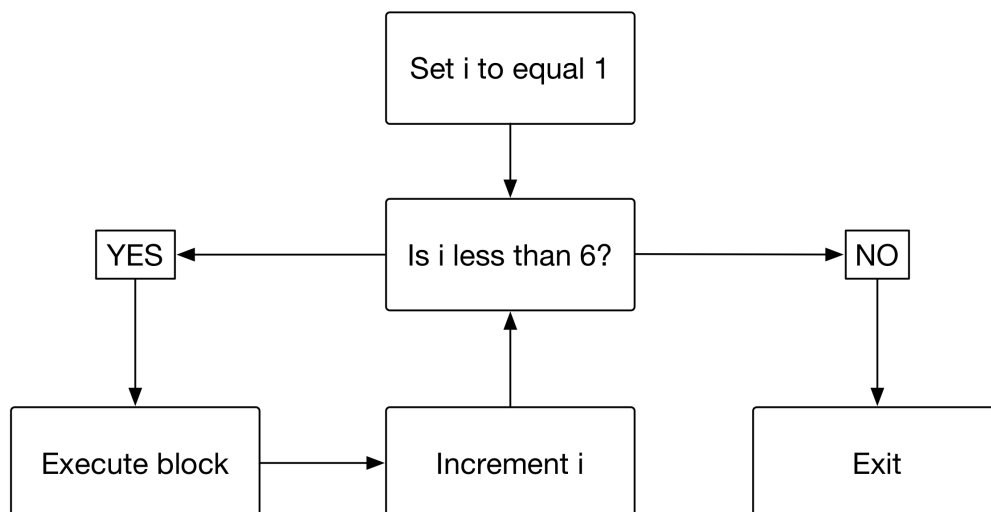 Set i to equal 1
YES
Is i less than 6?
NO
Execute block
Increment i
Exit